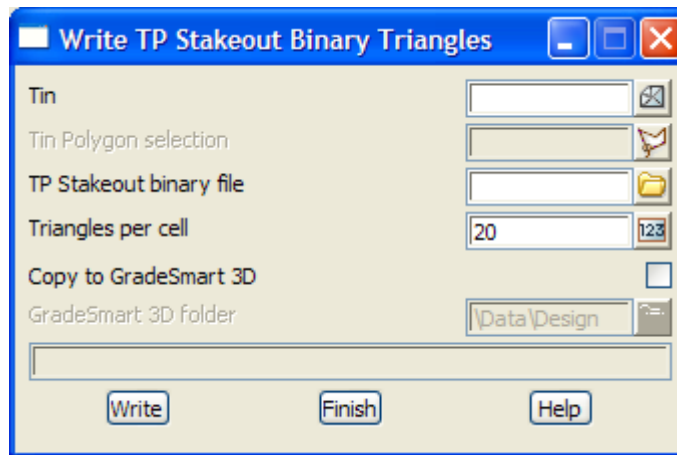 Write TP Stakeout Binary Triangles
Tin
Tin Polygon selection
TP Stakeout binary file
Triangles per cell 20 123
Copy to GradeSmart 3D
GradeSmart 3D folder \Data\Design
Write Finish Help